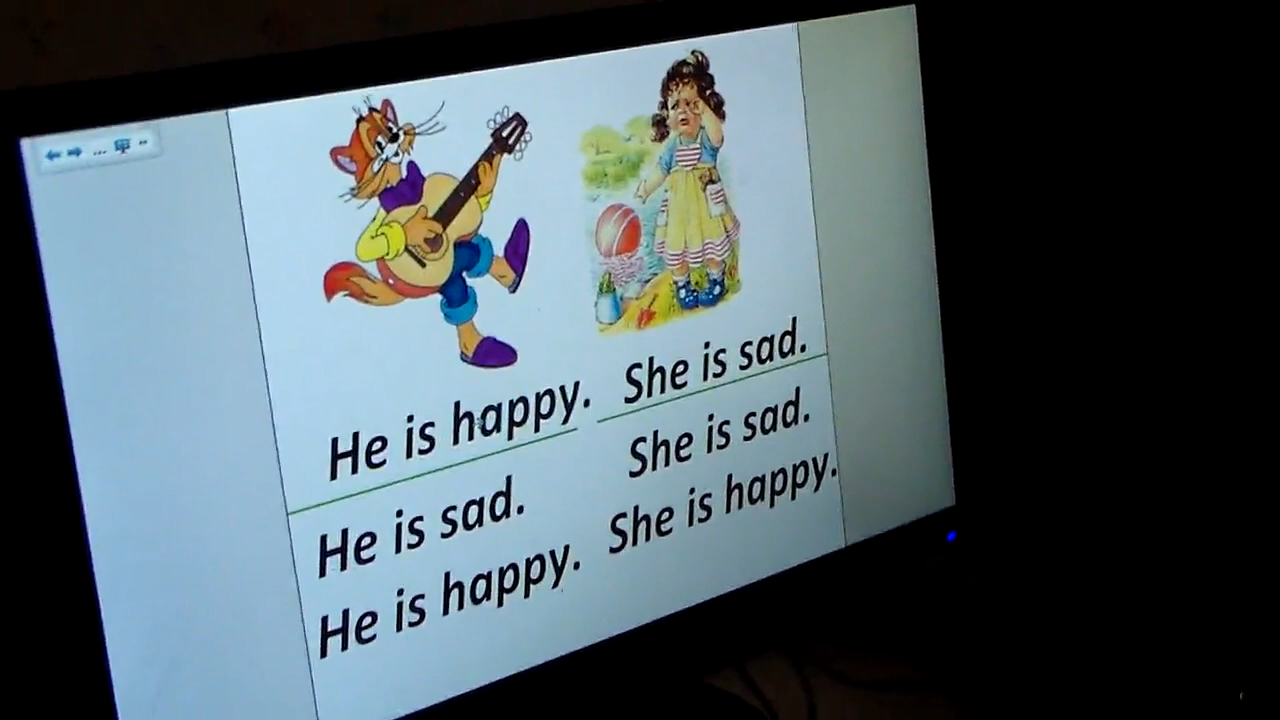 He is happy. She is sad.
He is sad. She is sad.
He is happy. She is happy.